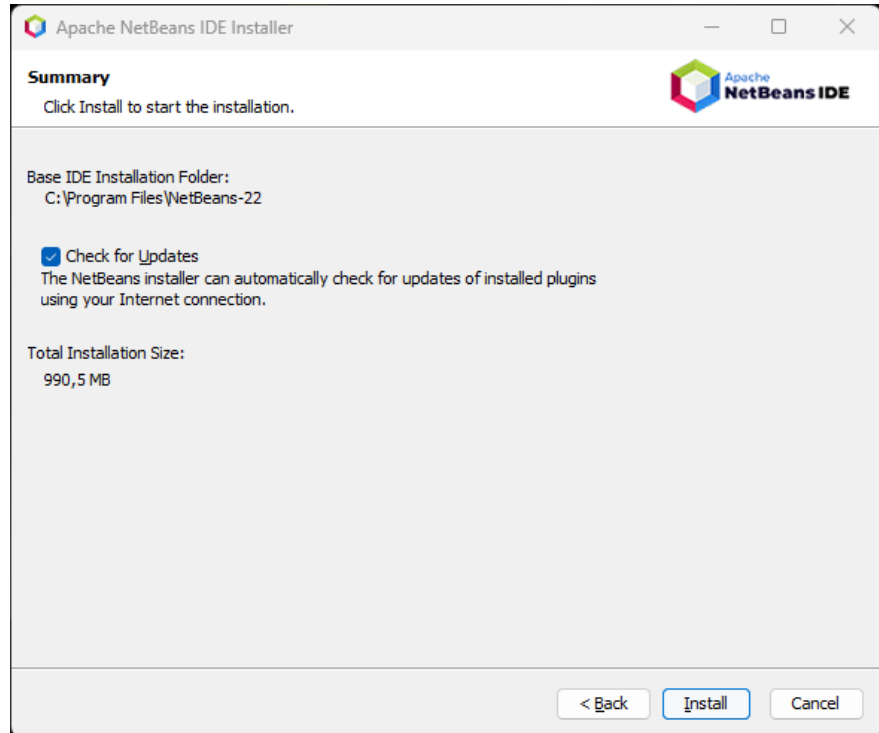 Apache NetBeans IDE Installer
Summary
Click Install to start the installation.
Apache
NetBeans IDE
Base IDE Installation Folder:
C:\Program Files\NetBeans-22
Check for Updates
The NetBeans installer can automatically check for updates of installed plugins
using your Internet connection.
Total Installation Size:
990,5 MB
< Back Install Cancel